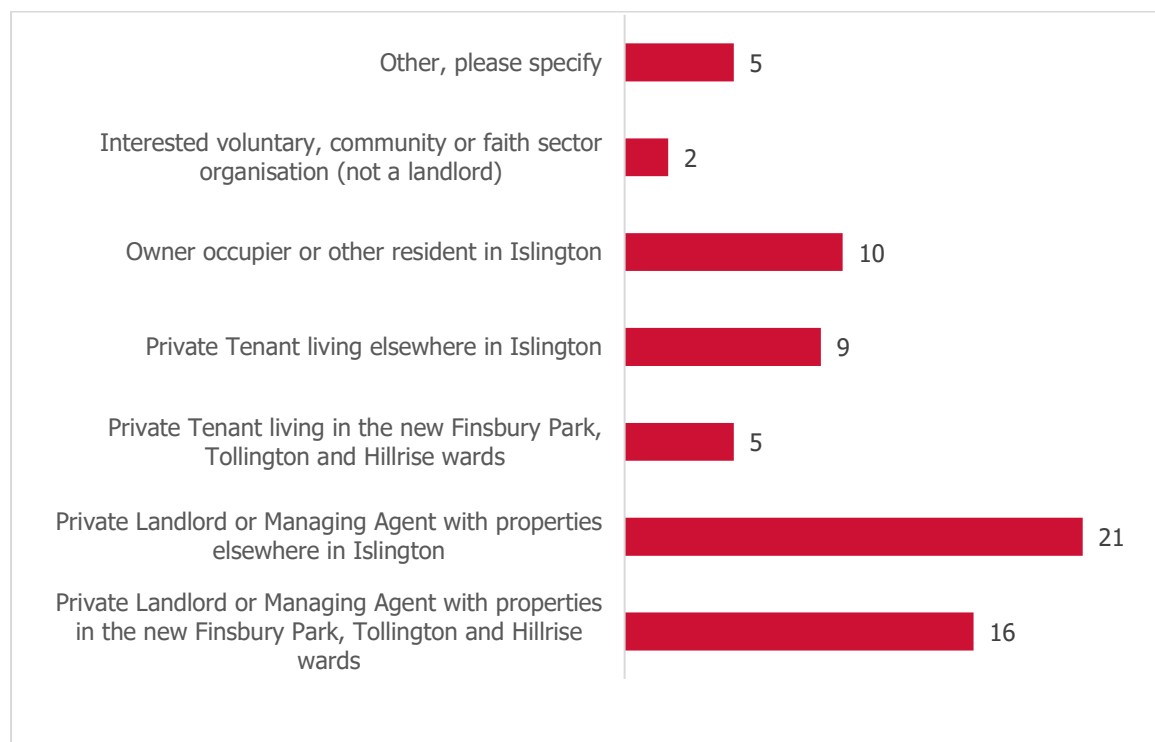 Other, please specify
5
Interested voluntary, community or faith sector
organisation (not a landlord)
2
Owner occupier or other resident in Islington
10
Private Tenant living elsewhere in Islington
9
Private Tenant living in the new Finsbury Park,
Tollington and Hillrise wards
5
Private Landlord or Managing Agent with properties
elsewhere in Islington
21
Private Landlord or Managing Agent with properties
in the new Finsbury Park, Tollington and Hillrise
wards
16